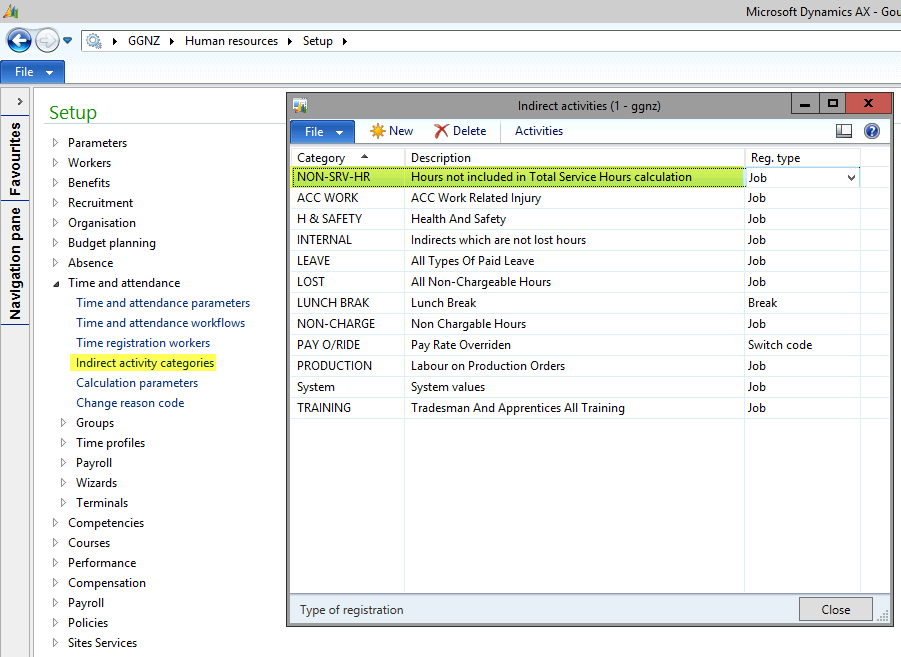 Microsoft Dynamics AX - Gou
GGNZ Human resources Setup
File
Favourites
Navigation pane
Setup
Parameters
Workers
Benefits
Recruitment
Organisation
Budget planning
Absence
Time and attendance
Time and attendance parameters
Time and attendance workflows
Time registration workers
Indirect activity categories
Calculation parameters
Change reason code
Groups
Time profiles
Payroll
Wizards
Terminals
Competencies
Courses
Performance
Compensation
Payroll
Policies
Sites Services
Indirect activities (1 - ggnz)
File New Delete Activities
Category Description Reg. type
NON-SRV-HR Hours not included in Total Service Hours calculation Job
ACC WORK ACC Work Related Injury Job
H & SAFETY Health And Safety Job
INTERNAL Indirects which are not lost hours Job
LEAVE All Types Of Paid Leave Job
LOST All Non-Chargeable Hours Job
LUNCH BRAK Lunch Break Break
NON-CHARGE Non Chargable Hours Job
PAY O/RIDE Pay Rate Overriden Switch code
PRODUCTION Labour on Production Orders Job
System System values Job
TRAINING Tradesman And Apprentices All Training Job
Type of registration Close